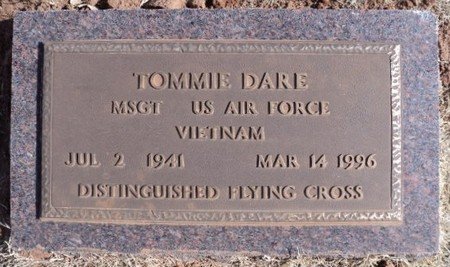 TOMMIE DARE
MSGT US AIR FORCE
VIETNAM
JUL 2 1941 MAR 14 1996
DISTINGUISHED FLYING CROSS